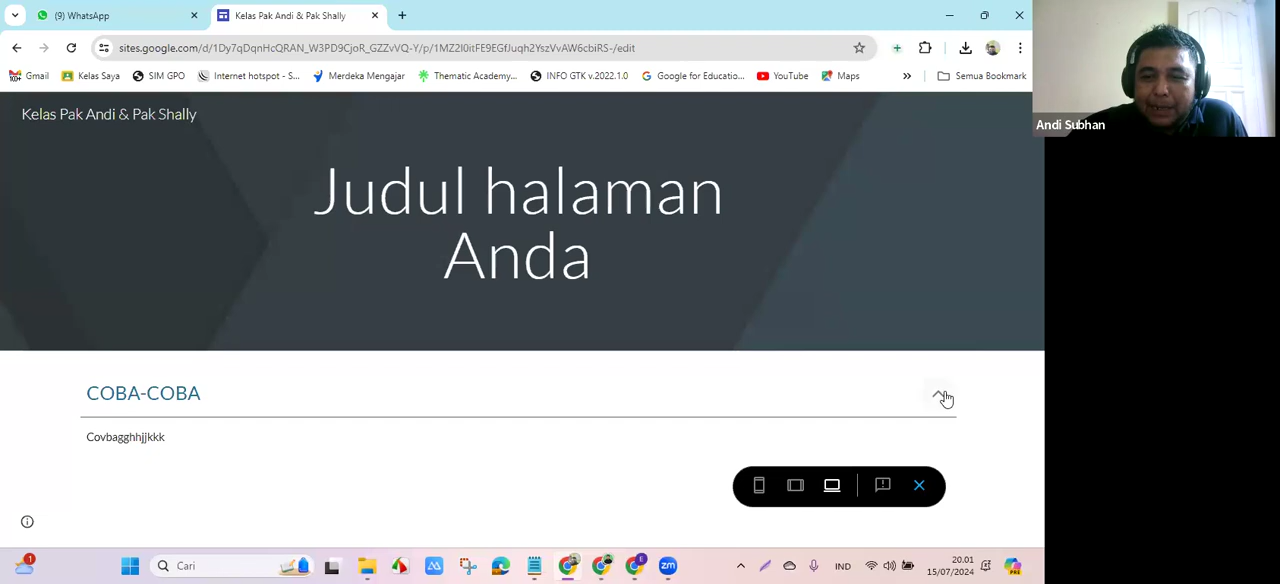 (9) WhatsApp
Kelas Pak Andi & Pak Shally
sites.google.com/d/1Dy7qDqnHcQRAN_W3PD9CjoR_GZZvVQ-Y/p/1MZ2I0itFE9EGfJuqh2YszVvAW6cbiRS-/edit
Gmail
Kelas Saya
SIM GPO
Internet hotspot - S...
Merdeka Mengajar
Thematic Academy...
INFO GTK v.2022.1.0
Google for Educatio...
YouTube
Maps
Semua Bookmark
Andi Subhan
Kelas Pak Andi & Pak Shally
Judul halaman
Anda
COBA-COBA
Covbagghhjjkkk
Cari
IND
20.01
15/07/2024